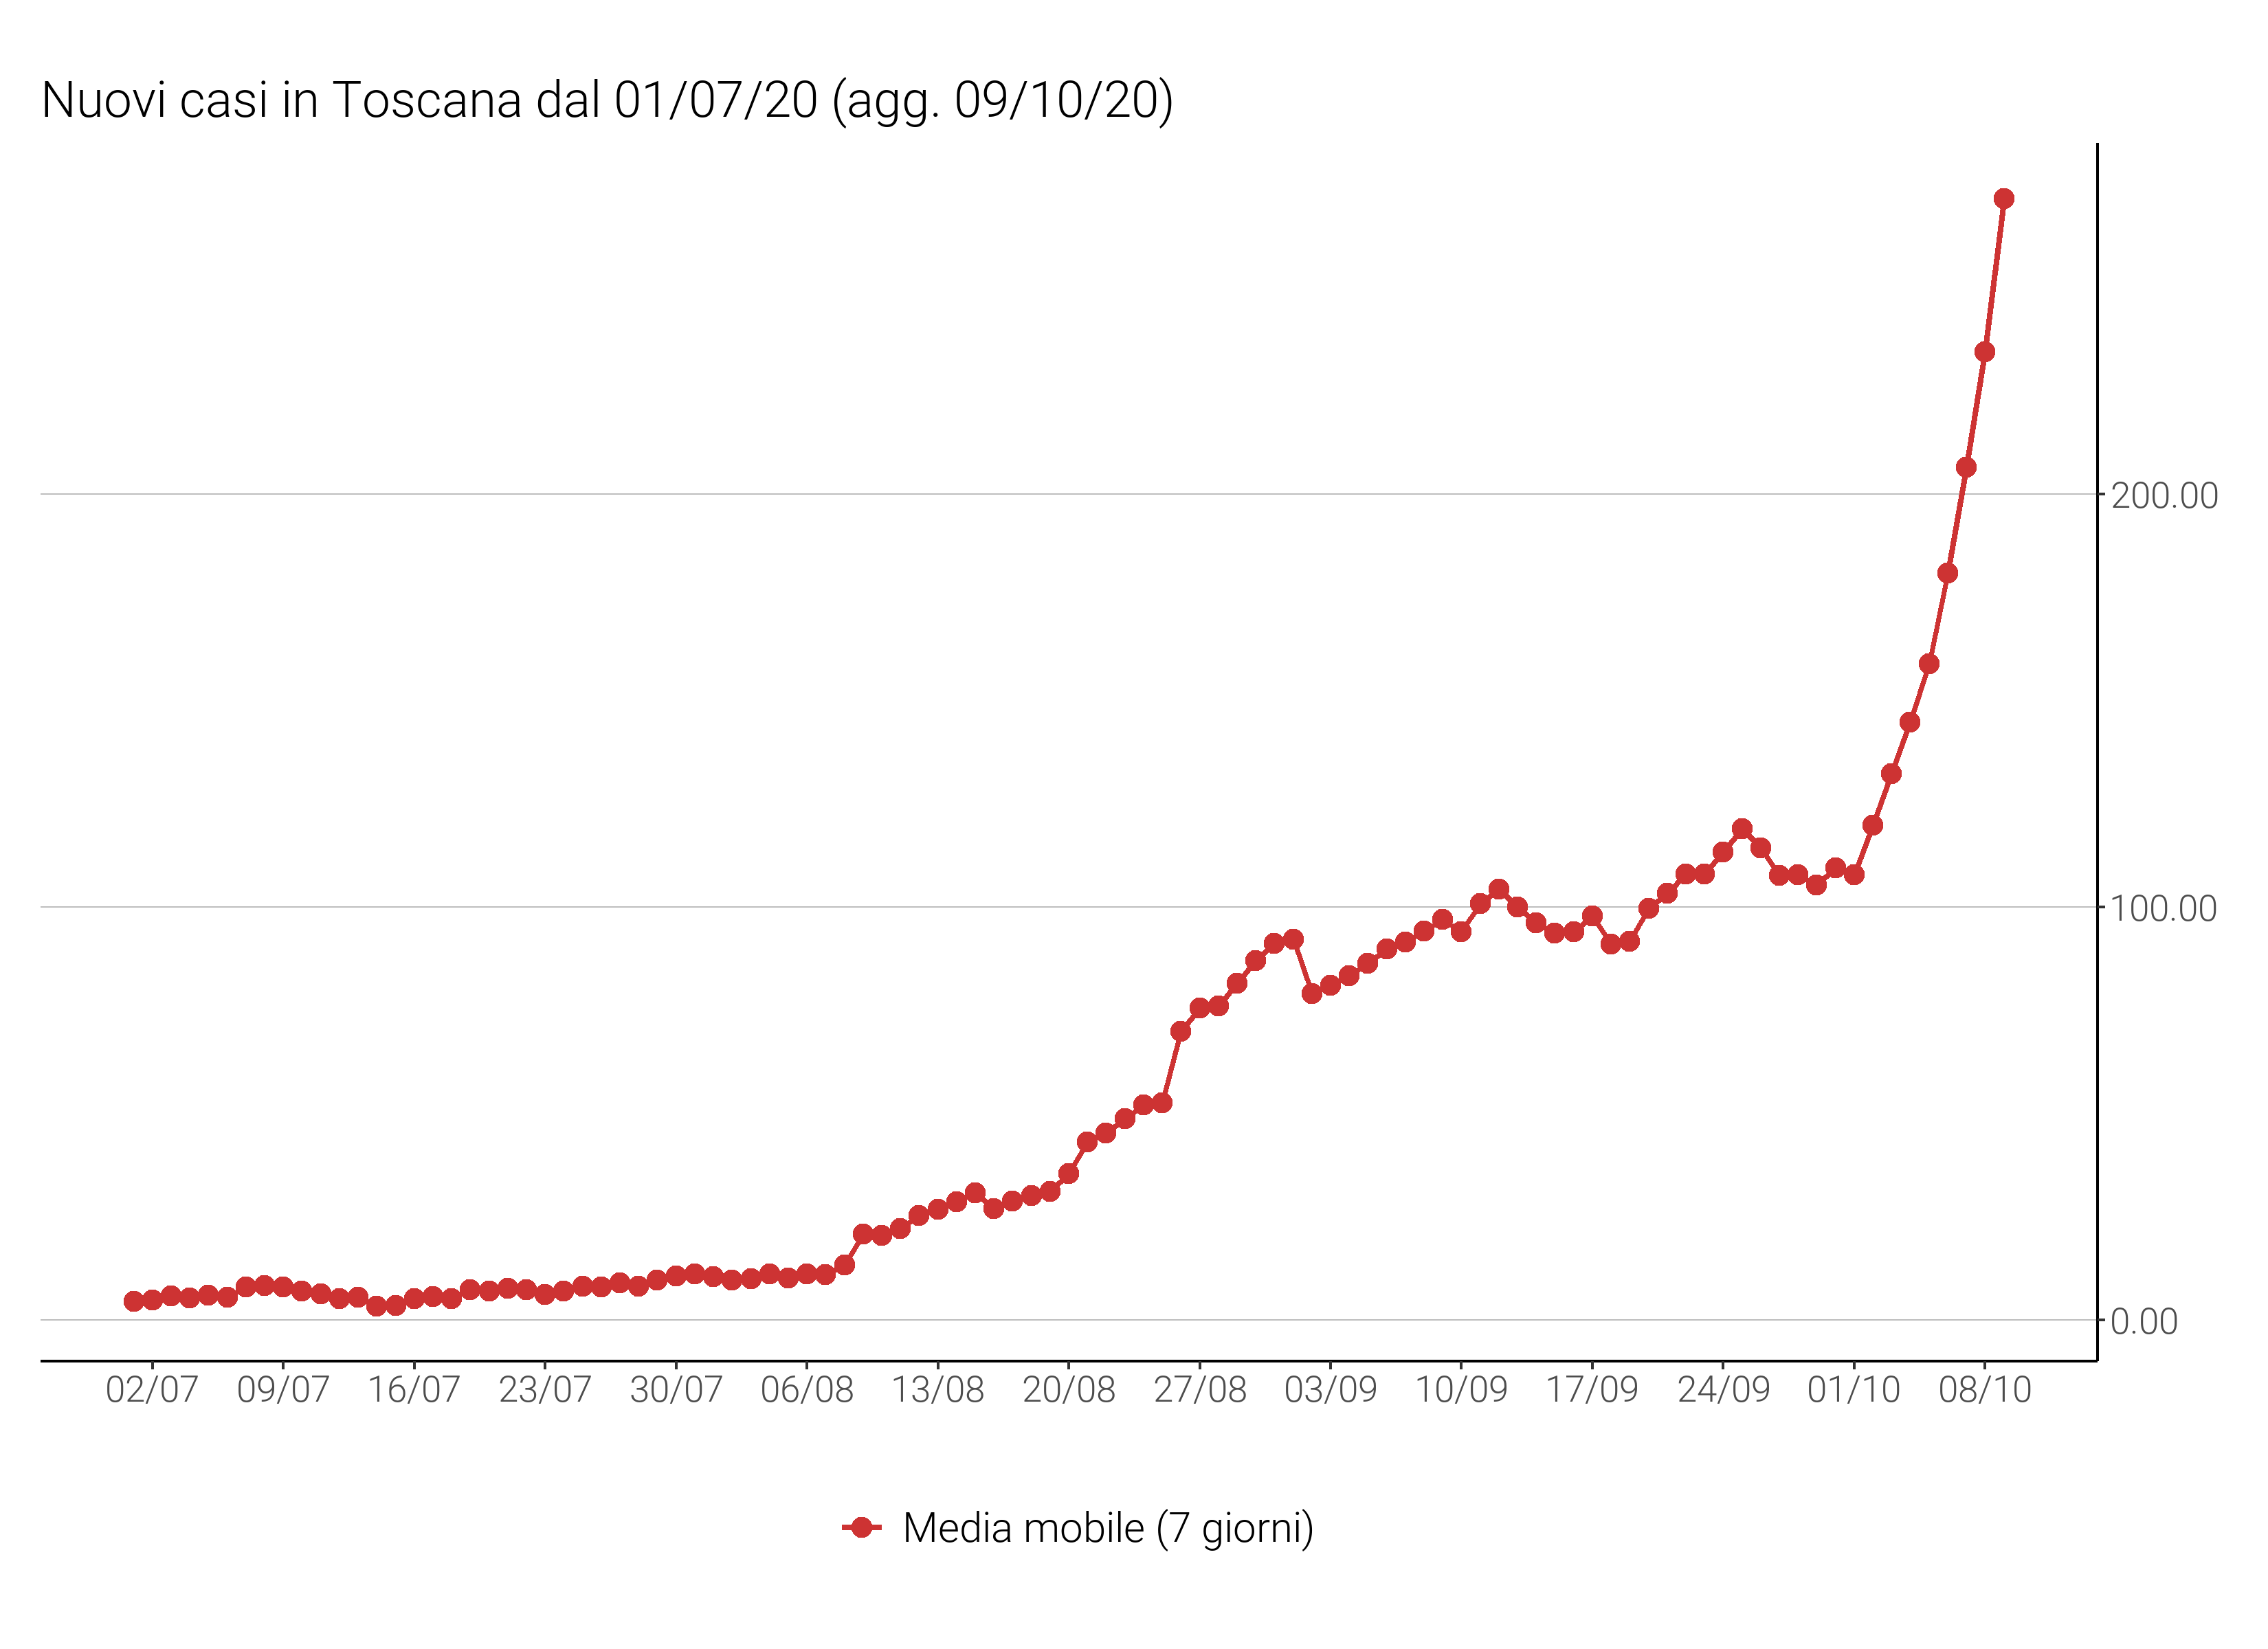 Nuovi casi in Toscana dal 01/07/20 (agg. 09/10/20)
200.00
100.00
0.00
02/07 09/07 16/07 23/07 30/07 06/08 13/08 20/08 27/08 03/09 10/09 17/09 24/09 01/10 08/10
Media mobile (7 giorni)